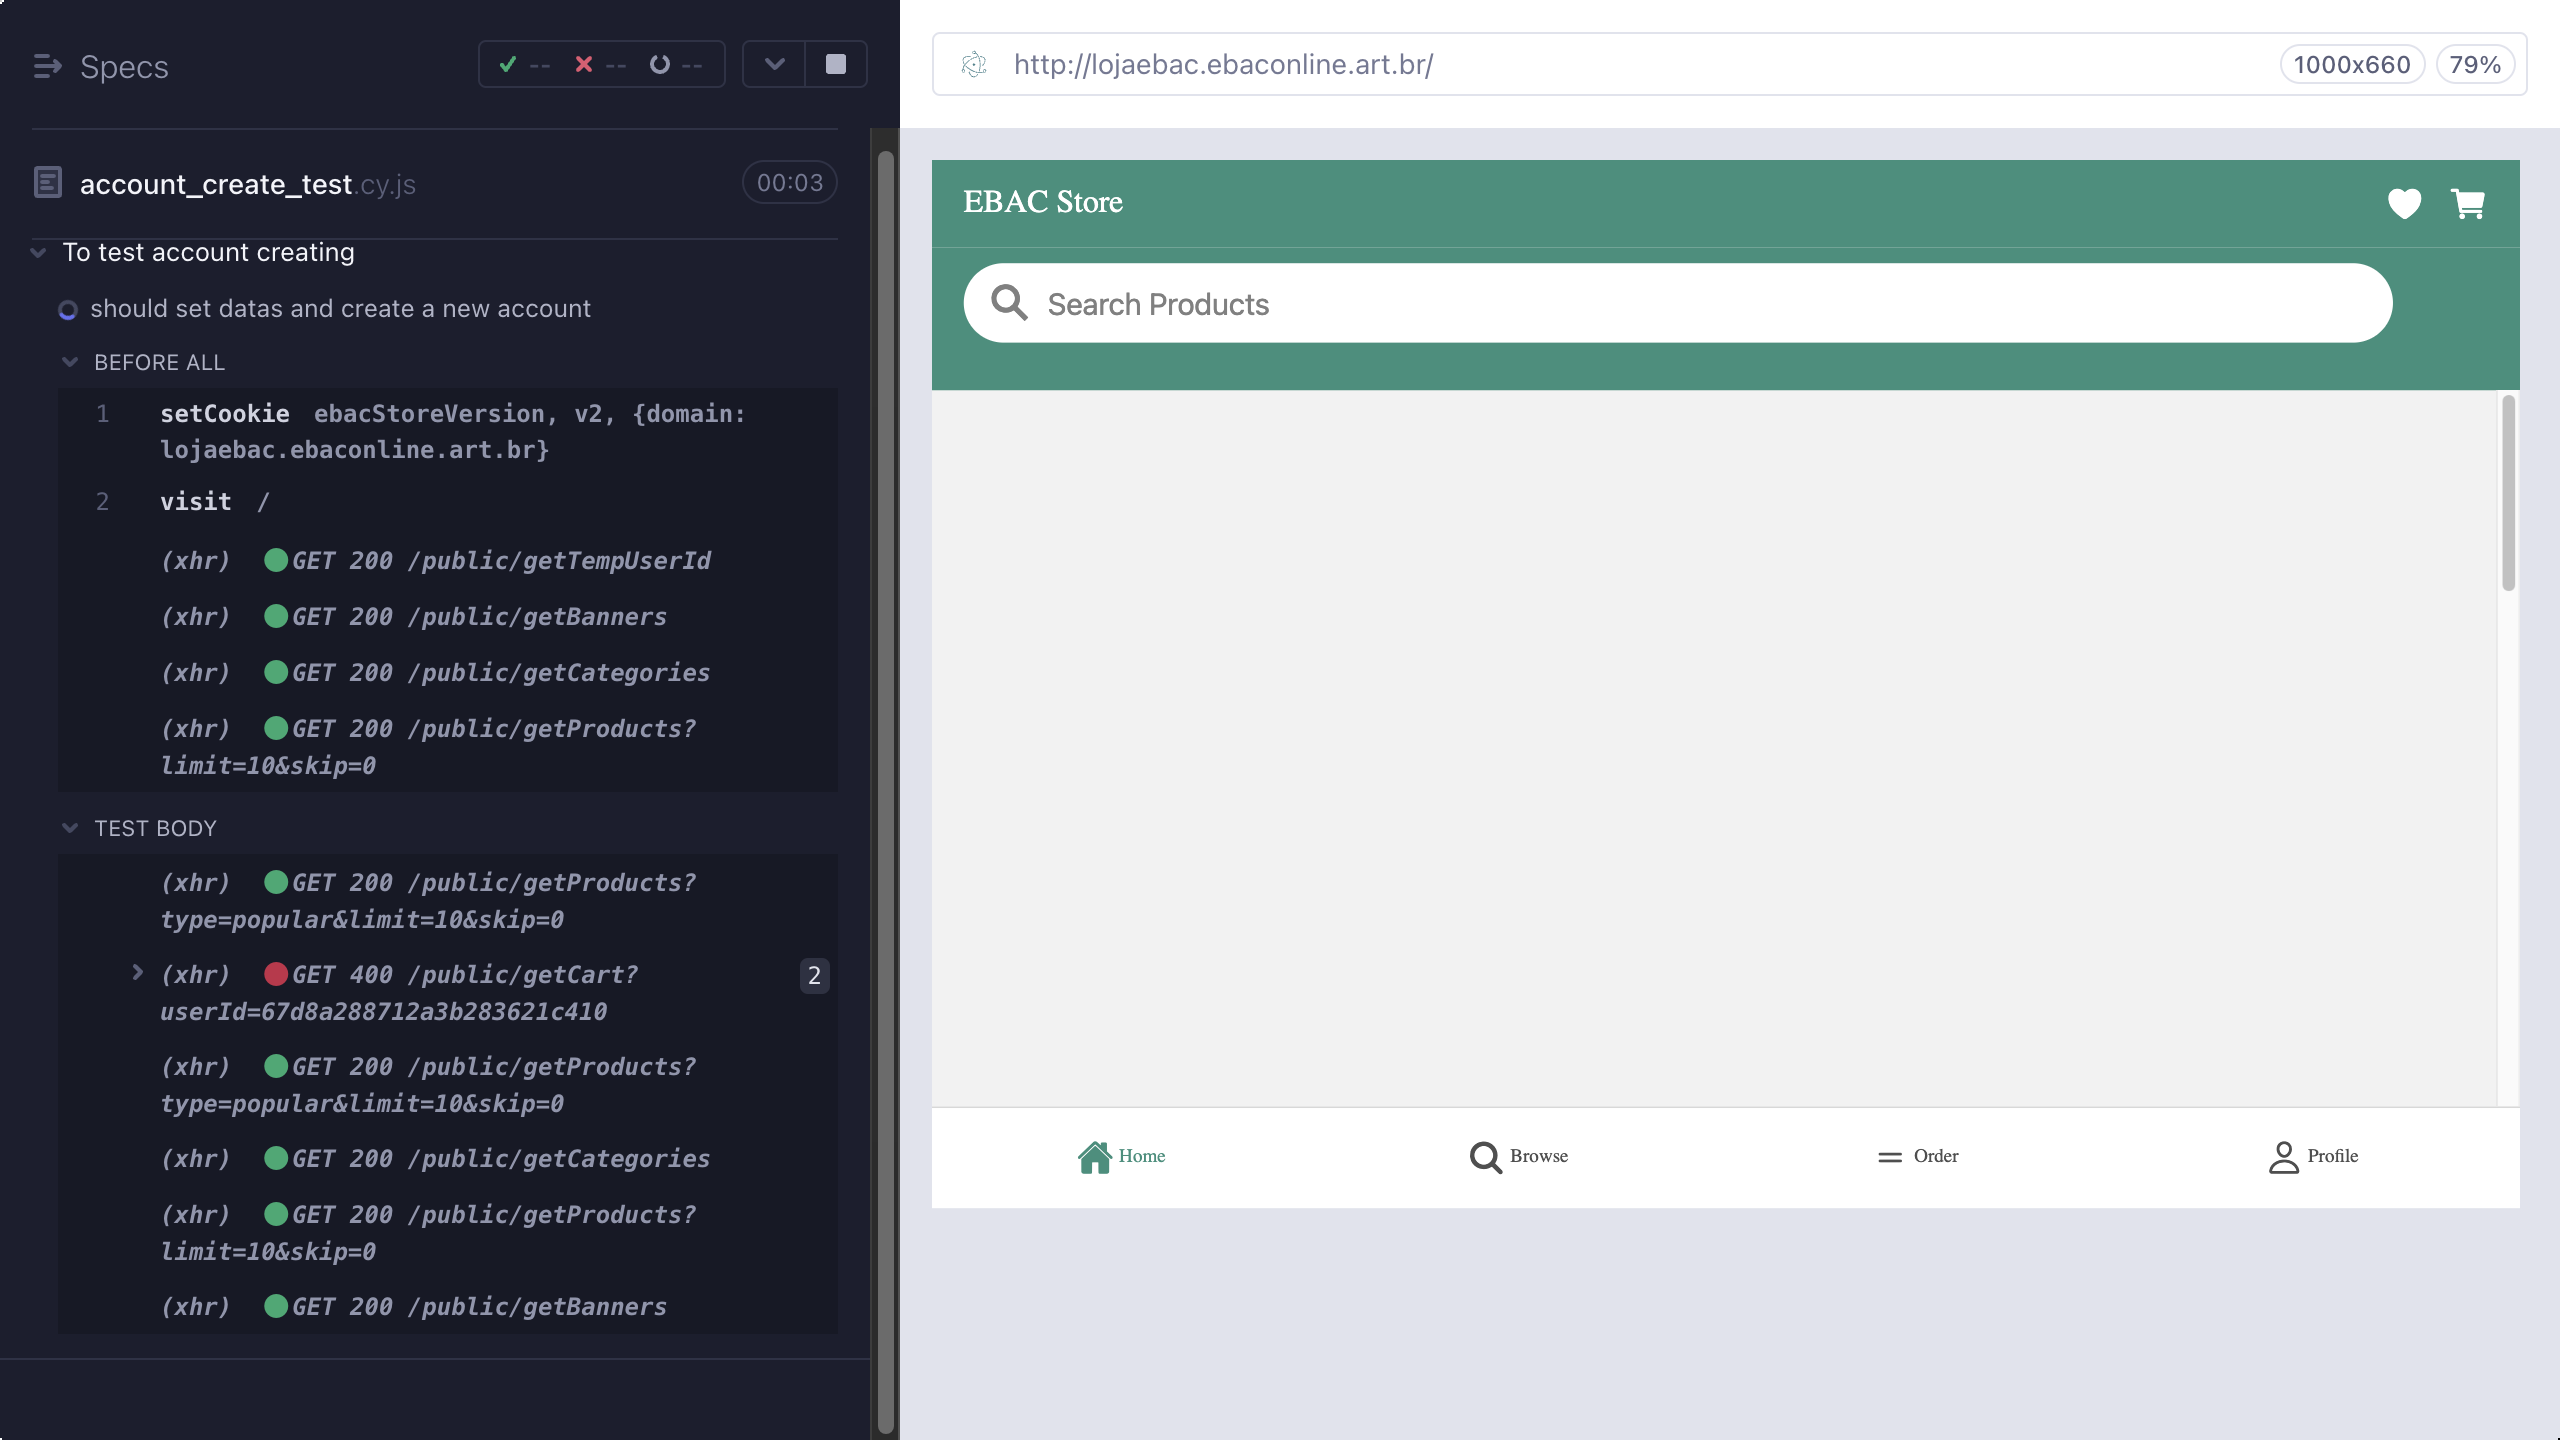 Specs
--
--
--
account_create_test.cy.js
00:03
To test account creating
should set datas and create a new account
BEFORE ALL
1 setCookie ebacStoreVersion, v2, {domain:
lojaebac.ebaconline.art.br}
2 visit /
(xhr) GET 200 /public/getTempUserId
(xhr) GET 200 /public/getBanners
(xhr) GET 200 /public/getCategories
(xhr) GET 200 /public/getProducts?
limit=10&skip=0
TEST BODY
(xhr) GET 200 /public/getProducts?
type=popular&limit=10&skip=0
(xhr) GET 400 /public/getCart? 2
userId=67d8a288712a3b283621c410
(xhr) GET 200 /public/getProducts?
type=popular&limit=10&skip=0
(xhr) GET 200 /public/getCategories
(xhr) GET 200 /public/getProducts?
limit=10&skip=0
(xhr) GET 200 /public/getBanners
http://lojaebac.ebaconline.art.br/
1000x660
79%
EBAC Store
Search Products
Home
Browse
Order
Profile